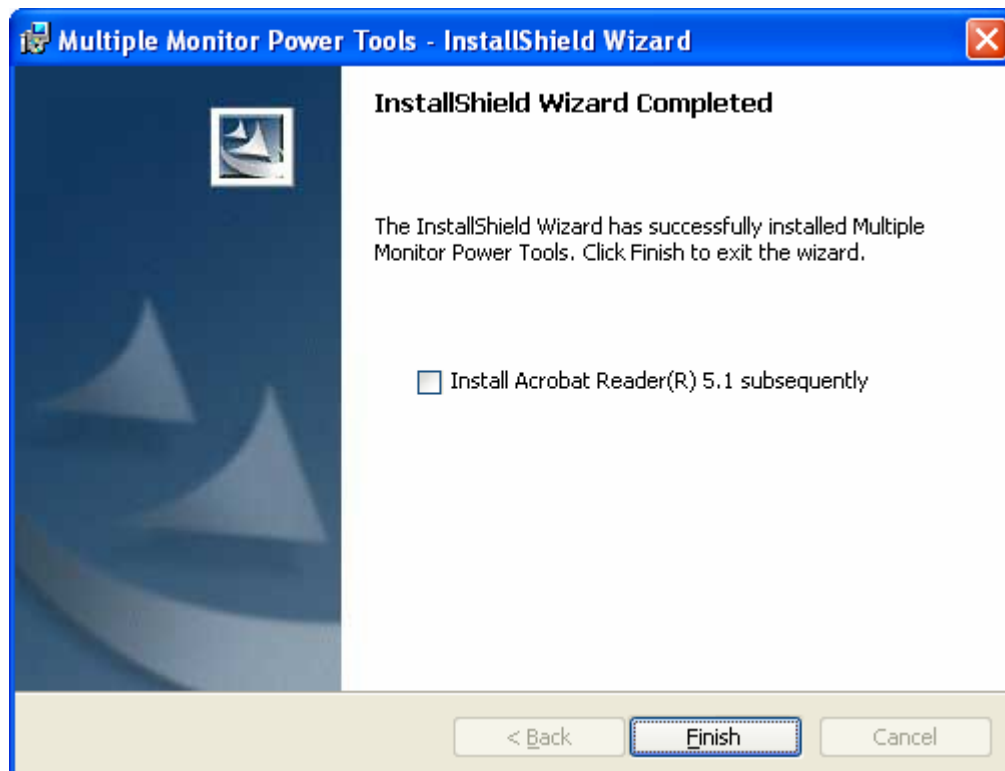 Multiple Monitor Power Tools - InstallShield Wizard
InstallShield Wizard Completed
The InstallShield Wizard has successfully installed Multiple
Monitor Power Tools. Click Finish to exit the wizard.
Install Acrobat Reader(R) 5.1 subsequently
< Back
Finish
Cancel